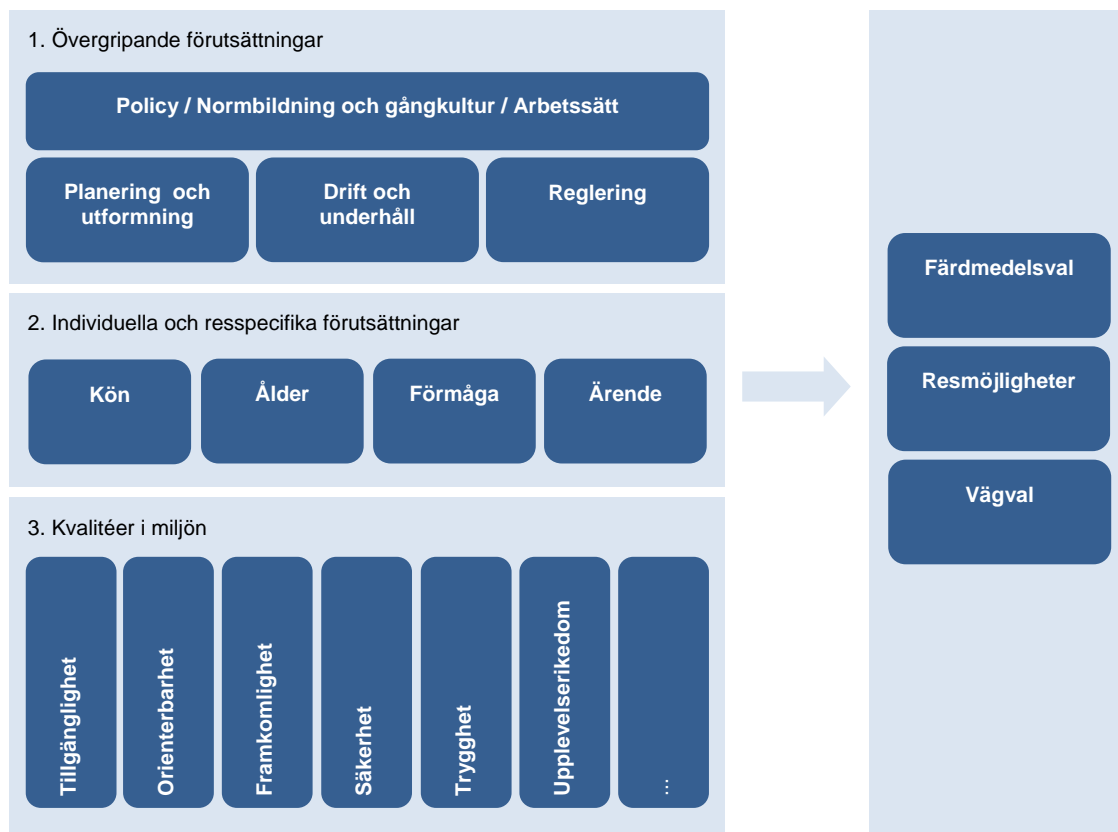 1. Övergripande förutsättningar
Policy / Normbildning och gångkultur / Arbetssätt
Planering och
utformning
Drift och
underhåll
Reglering
2. Individuella och resspecifika förutsättningar
Kön
Ålder
Förmåga
Ärende
3. Kvalitéer i miljön
Tillgänglighet
Orienterbarhet
Framkomlighet
Säkerhet
Trygghet
Upplevelserikedom
…
Färdmedelsval
Resmöjligheter
Vägval